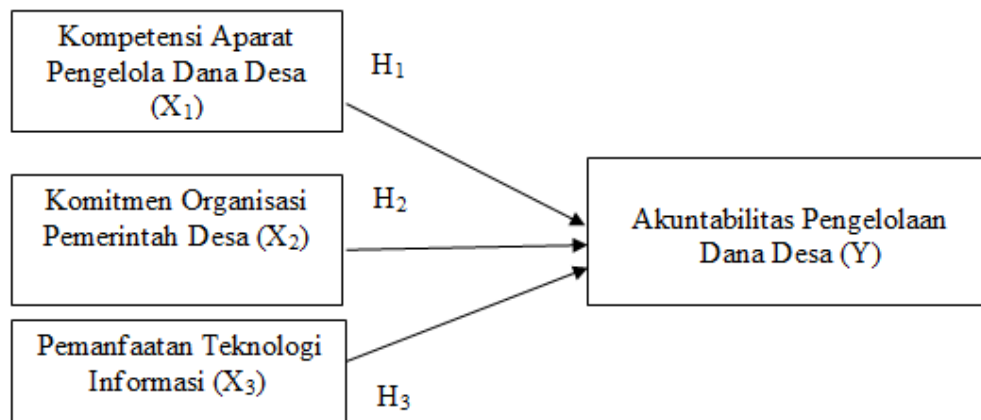 Kompetensi Aparat
Pengelola Dana Desa
(X₁)
H₁
Komitmen Organisasi
Pemerintah Desa (X₂)
H₂
Pemanfaatan Teknologi
Informasi (X₃)
H₃
Akuntabilitas Pengelolaan
Dana Desa (Y)